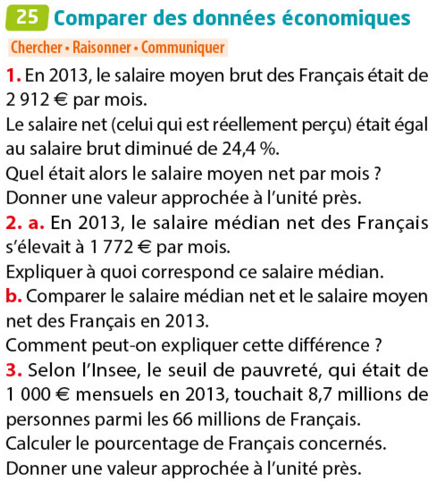 25 Comparer des données économiques
Chercher • Raisonner • Communiquer
1. En 2013, le salaire moyen brut des Français était de
2 912 € par mois.
Le salaire net (celui qui est réellement perçu) était égal
au salaire brut diminué de 24,4 %.
Quel était alors le salaire moyen net par mois ?
Donner une valeur approchée à l'unité près.
2. a. En 2013, le salaire médian net des Français
s'élevait à 1 772 € par mois.
Expliquer à quoi correspond ce salaire médian.
b. Comparer le salaire médian net et le salaire moyen
net des Français en 2013.
Comment peut-on expliquer cette différence ?
3. Selon l'Insee, le seuil de pauvreté, qui était de
1 000 € mensuels en 2013, touchait 8,7 millions de
personnes parmi les 66 millions de Français.
Calculer le pourcentage de Français concernés.
Donner une valeur approchée à l'unité près.